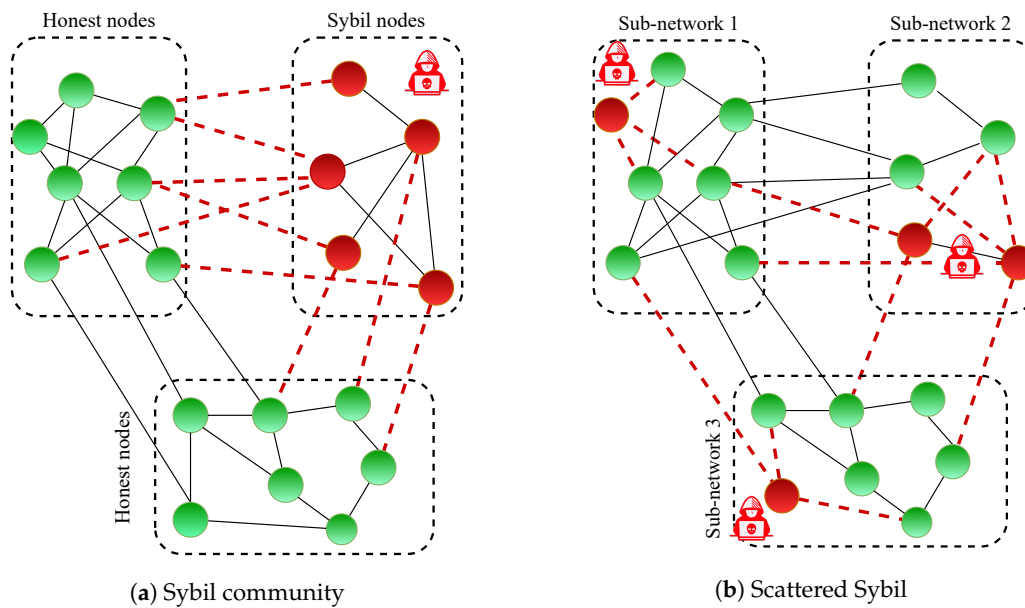 Honest nodes
Sybil nodes
Honest nodes
(a) Sybil community
Sub-network 1
Sub-network 2
Sub-network 3
(b) Scattered Sybil